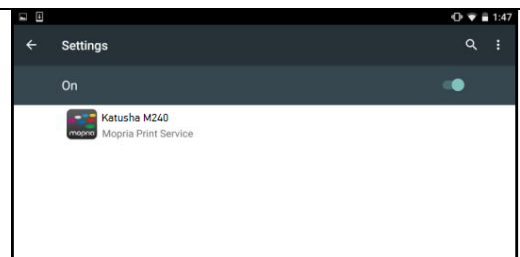 1:47
Settings
On
Katusha M240
mopria
Mopria Print Service